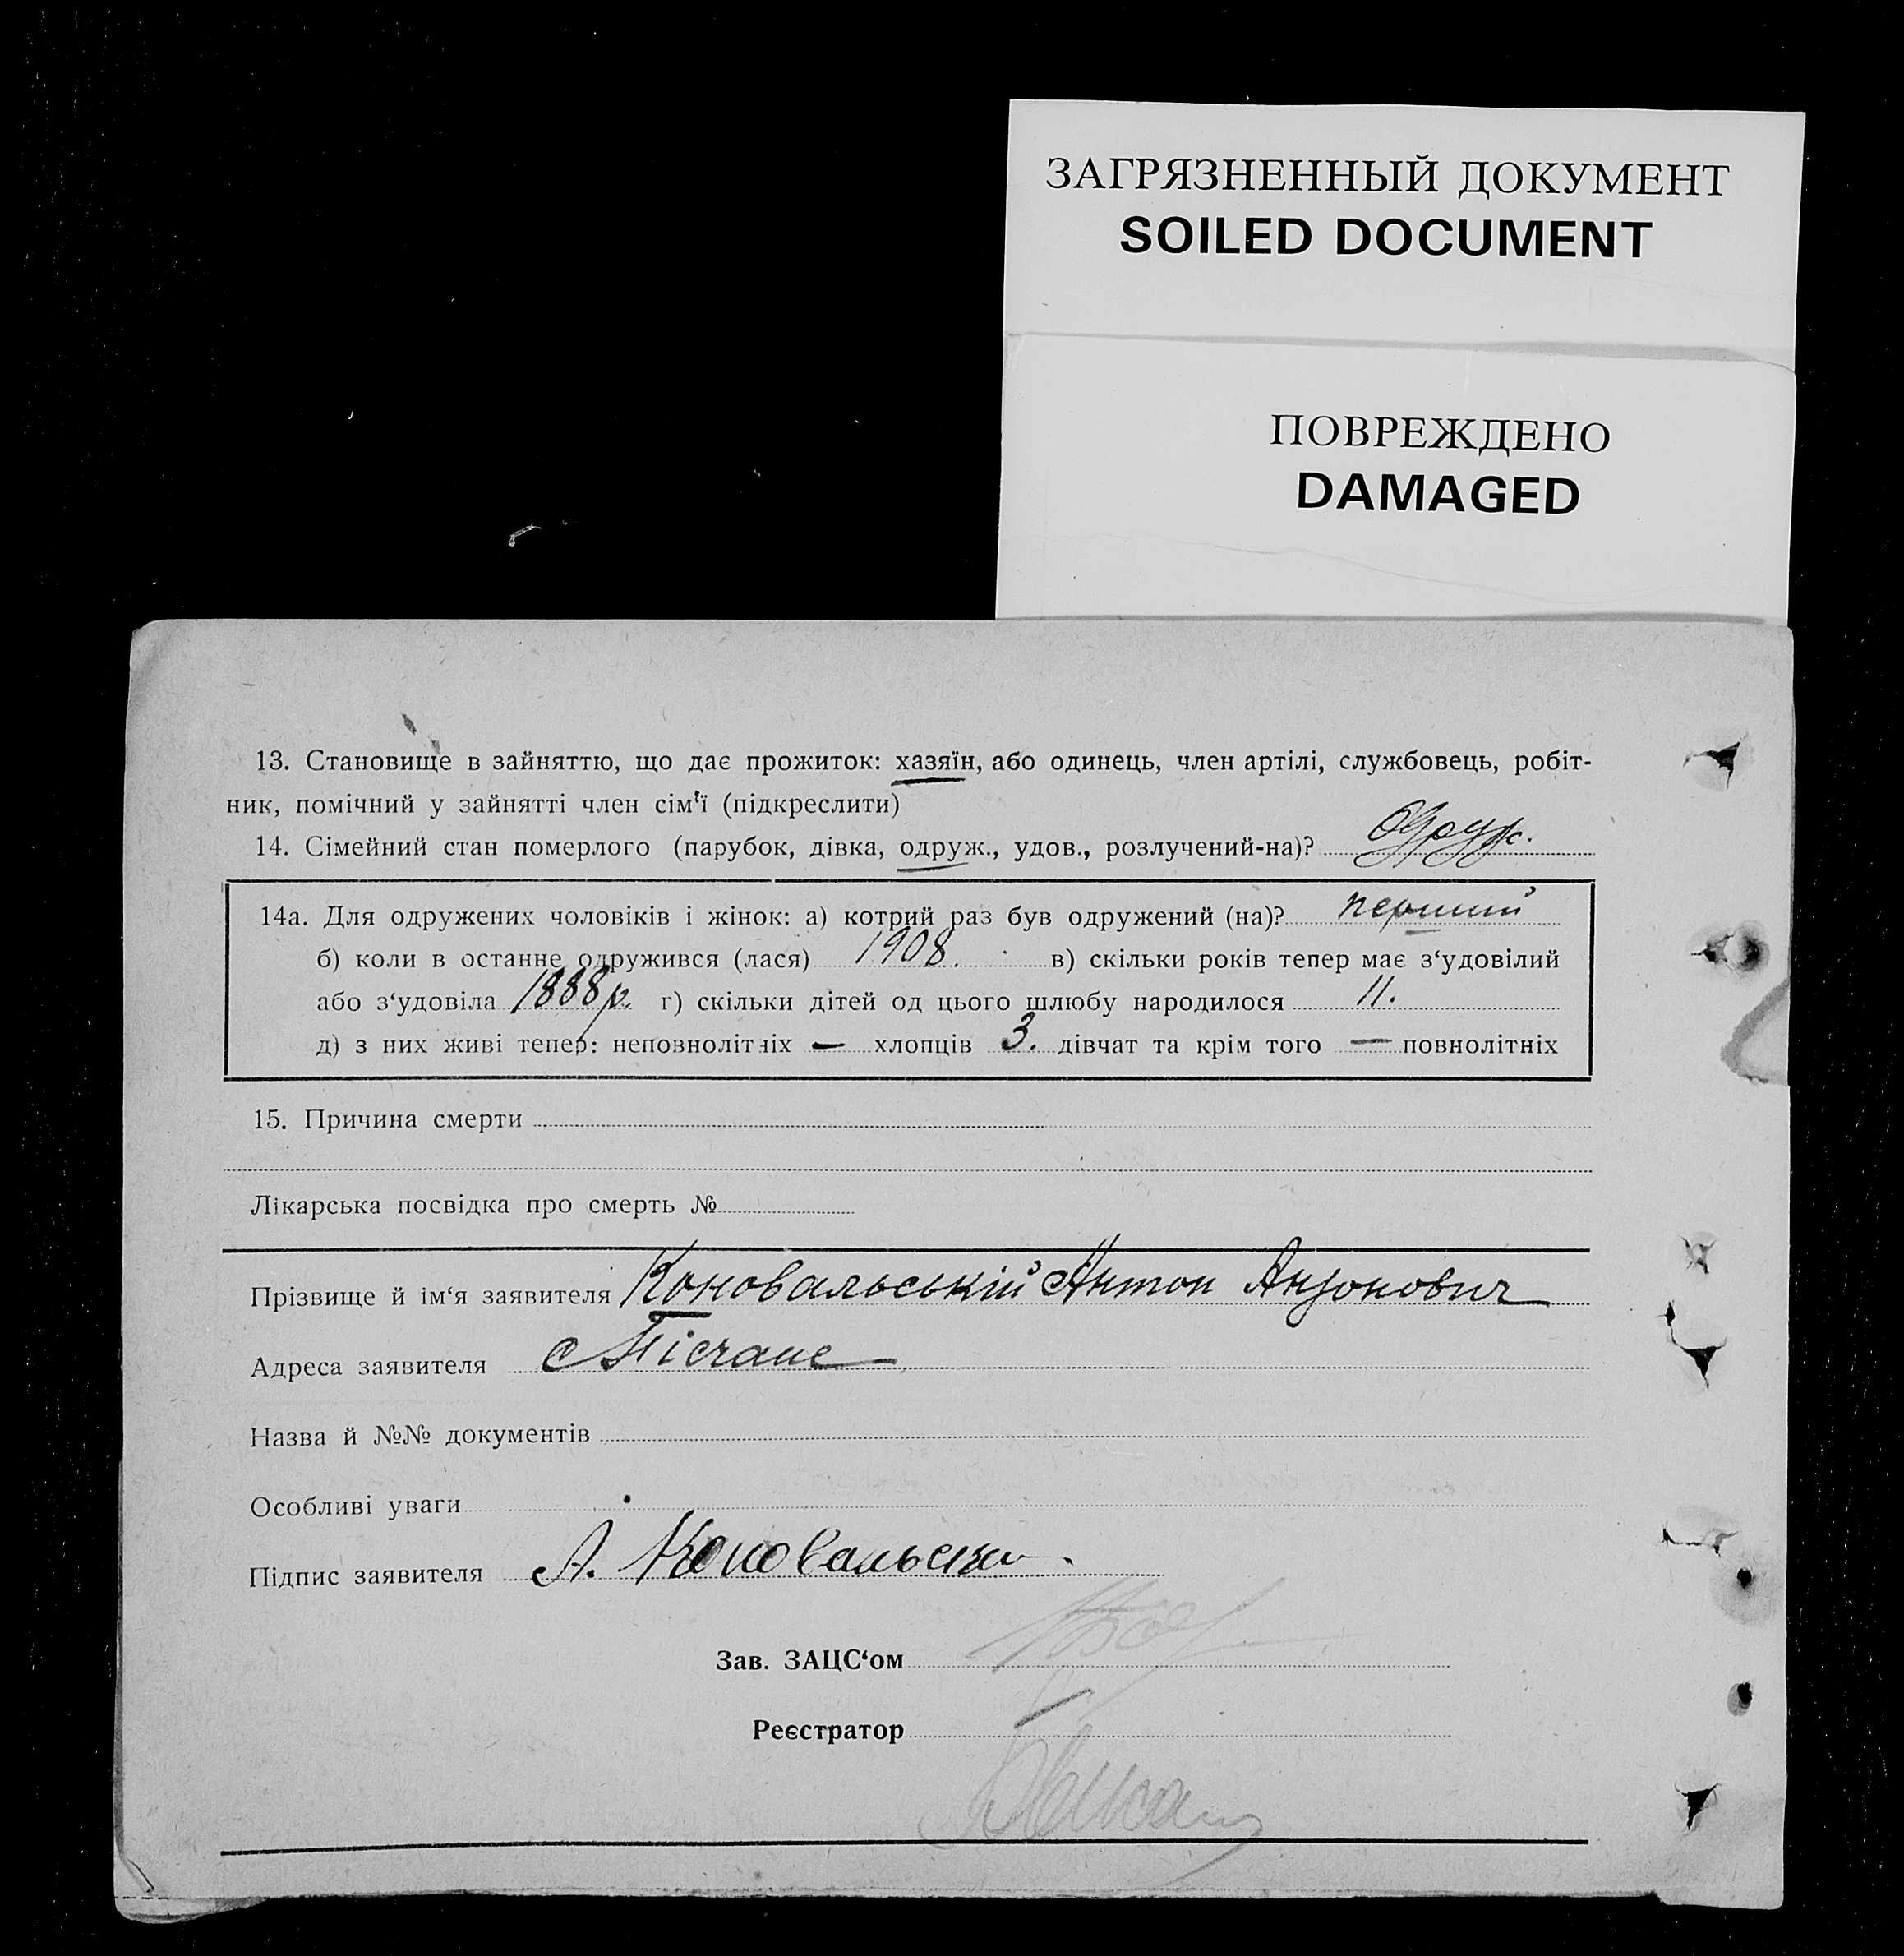 ЗАГРЯЗНЕННЫЙ ДОКУМЕНТ
SOILED DOCUMENT
ПОВРЕЖДЕНО
DAMAGED
13. Становище в зайняттю, що дає прожиток: хазяїн, або одинець, член артілі, службовець, робіт-
ник, помічний у зайнятті член сім'ї (підкреслити)
14. Сімейний стан померлого (парубок, дівка, одруж., удов., розлучений-на)? Одруж.
14а. Для одружених чоловіків і жінок: а) котрий раз був одружений (на)? перший
б) коли в останнє одружився (лася) 1908. в) скільки років тепер має з‘удовілий
або з‘удовіла 1888 р. г) скільки дітей од цього шлюбу народилося 11.
д) з них живі тепер: неповнолітніх — хлопців 3. дівчат та крім того — повнолітніх
15. Причина смерти
Лікарська посвідка про смерть №
Прізвище й ім‘я заявителя Коновальський Антон Антонович
Адреса заявителя с Пісчане
Назва й №№ документів
Особливі уваги
Підпис заявителя А. Коновальски
Зав. ЗАЦС‘ом
Реєстратор